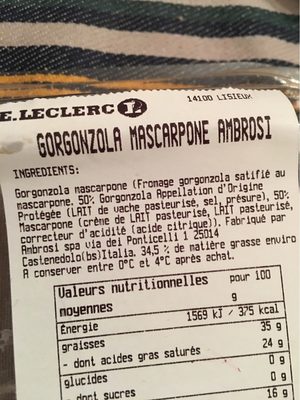 E.LECLERC L
14100 LISIEUX
GORGONZOLA MASCARPONE AMBROSI
INGREDIENTS:
Gorgonzola mascarpone (Fromage gorgonzola satifié au
mascarpone. 50% Gorgonzola Appellation d'Origine
Protégée (LAIT de vache pasteurisé, sel, présure), 50%
Mascarpone (crème de LAIT pasteurisé, LAIT pasteurisé,
correcteur d'acidité (acide citrique)). Fabriqué par
Ambrosi spa via dei Ponticelli 1 25014
Castenedolo(bs)Italia. 34,5 % de matière grasse enviro
A conserver entre 0°C et 4°C après achat.
Valeurs nutritionnelles pour 100
moyennes g
Énergie 1569 kJ / 375 kcal
graisses 35 g
- dont acides gras saturés 24 g
glucides 0 g
- dont sucres 0 g
16 g